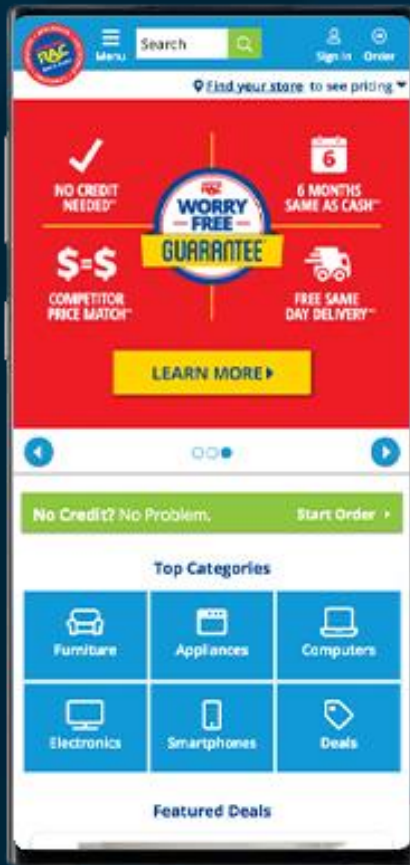 RAC
Menu
Search
Sign In
Order
Find your store to see pricing
NO CREDIT
NEEDED**
6
6 MONTHS
SAME AS CASH**
RAC
WORRY
FREE
GUARANTEE
$=$
COMPETITOR
PRICE MATCH**
FREE SAME
DAY DELIVERY**
LEARN MORE
No Credit? No Problem.
Start Order
Top Categories
Furniture
Appliances
Computers
Electronics
Smartphones
Deals
Featured Deals